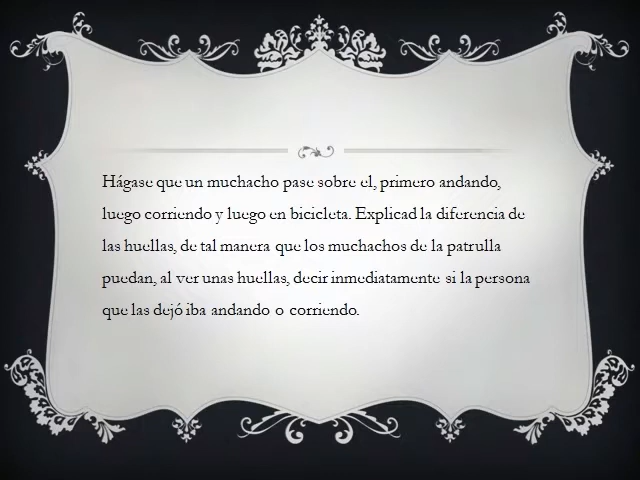 Hágase que un muchacho pase sobre el, primero andando,
luego corriendo y luego en bicicleta. Explicad la diferencia de
las huellas, de tal manera que los muchachos de la patrulla
puedan, al ver unas huellas, decir inmediatamente si la persona
que las dejó iba andando o corriendo.